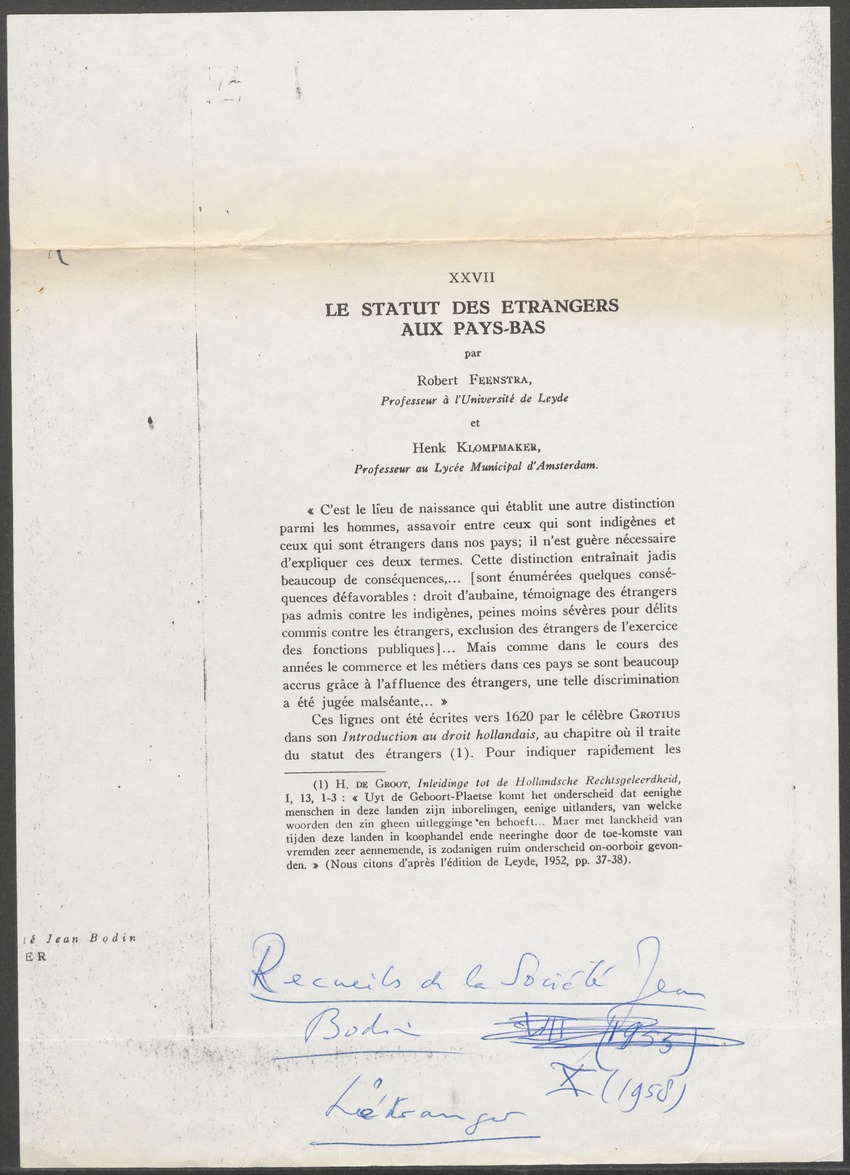 XXVII
LE STATUT DES ETRANGERS
AUX PAYS-BAS
par
Robert FEENSTRA,
Professeur à l'Université de Leyde
et
Henk KLOMPMAKER,
Professeur au Lycée Municipal d'Amsterdam.
« C'est le lieu de naissance qui établit une autre distinction
parmi les hommes, assavoir entre ceux qui sont indigènes et
ceux qui sont étrangers dans nos pays; il n'est guère nécessaire
d'expliquer ces deux termes. Cette distinction entraînait jadis
beaucoup de conséquences,... [sont énumérées quelques consé-
quences défavorables : droit d'aubaine, témoignage des étrangers
pas admis contre les indigènes, peines moins sévères pour délits
commis contre les étrangers, exclusion des étrangers de l'exercice
des fonctions publiques]... Mais comme dans le cours des
années le commerce et les métiers dans ces pays se sont beaucoup
accrus grâce à l'affluence des étrangers, une telle discrimination
a été jugée malséante... »
Ces lignes ont été écrites vers 1620 par le célèbre GROTIUS
dans son Introduction au droit hollandais, au chapitre où il traite
du statut des étrangers (1). Pour indiquer rapidement les
(1) H. DE GROOT, Inleidinge tot de Hollandsche Rechtsgeleerdheid,
I, 13, 1-3 : « Uyt de Geboort-Plaetse komt het onderscheid dat eenighe
menschen in deze landen zijn inborelingen, eenige uitlanders, van welcke
woorden den zin gheen uitlegginge en behoeft... Maer met lanckheid van
tijden deze landen in koophandel ende neeringhe door de toe-komste van
vremden zeer aennemende, is zodanigen ruim onderscheid on-oorboir gevon-
den. » (Nous citons d'après l'édition de Leyde, 1952, pp. 37-38).
té Jean Bodin
ER
Recueils de la Société Jean
Bodin VIII (1955)
X (1958)
L'étranger